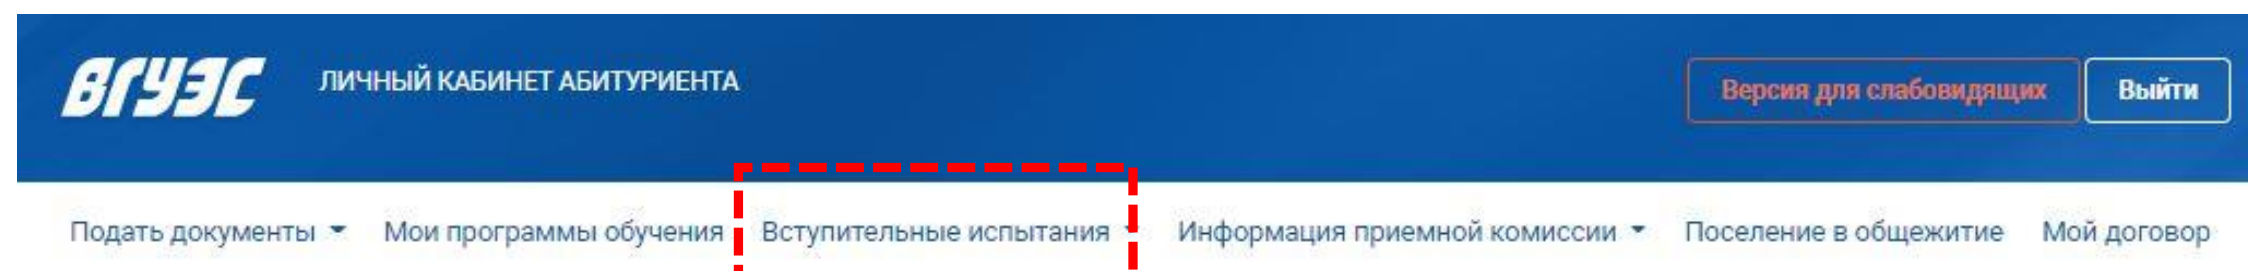 ВГУЭС ЛИЧНЫЙ КАБИНЕТ АБИТУРИЕНТА Версия для слабовидящих Выйти
Подать документы Мои программы обучения Вступительные испытания Информация приемной комиссии Поселение в общежитие Мой договор